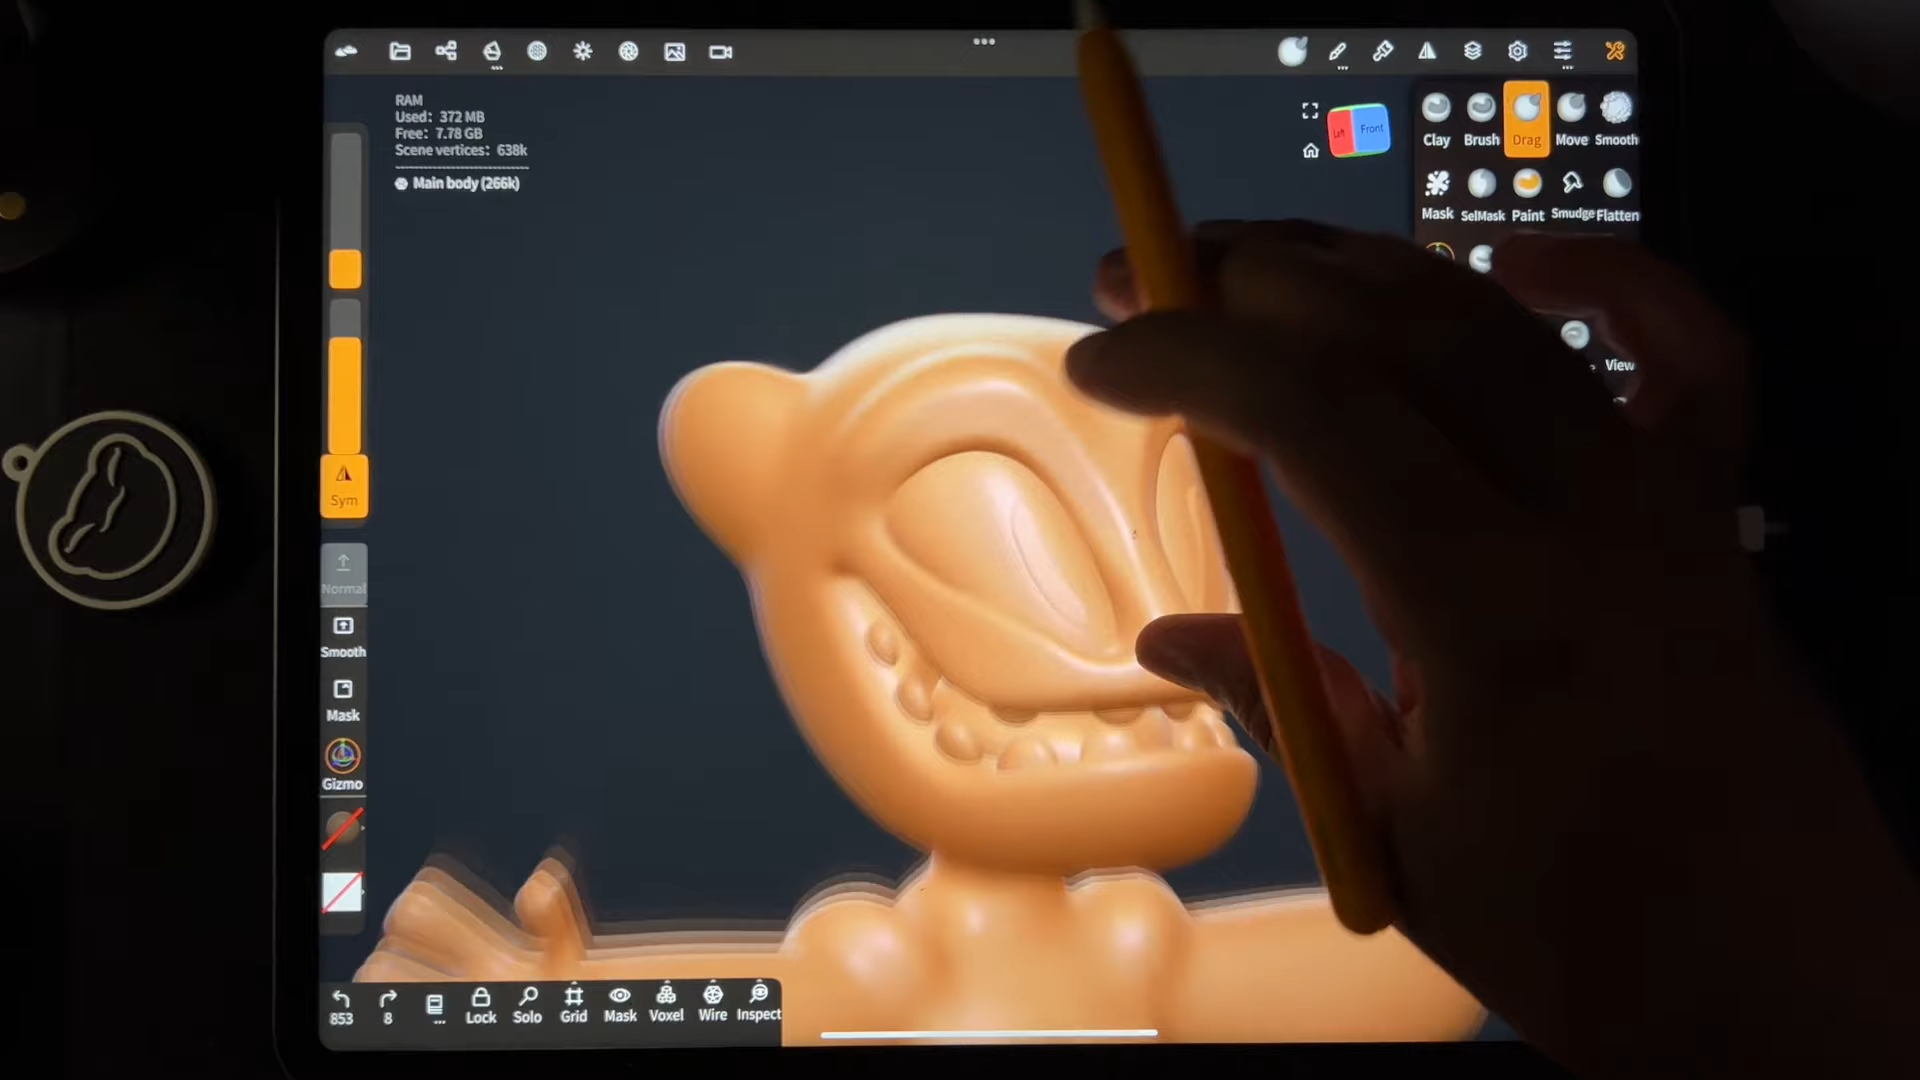 RAM
Used: 372 MB
Free: 7.78 GB
Scene vertices: 638k
Main body (266k)
Left
Front
Clay
Brush
Drag
Move
Smooth
Mask
SelMask
Paint
Smudge
Flatten
View
Sym
Normal
Smooth
Mask
Gizmo
853
8
Lock
Solo
Grid
Mask
Voxel
Wire
Inspect